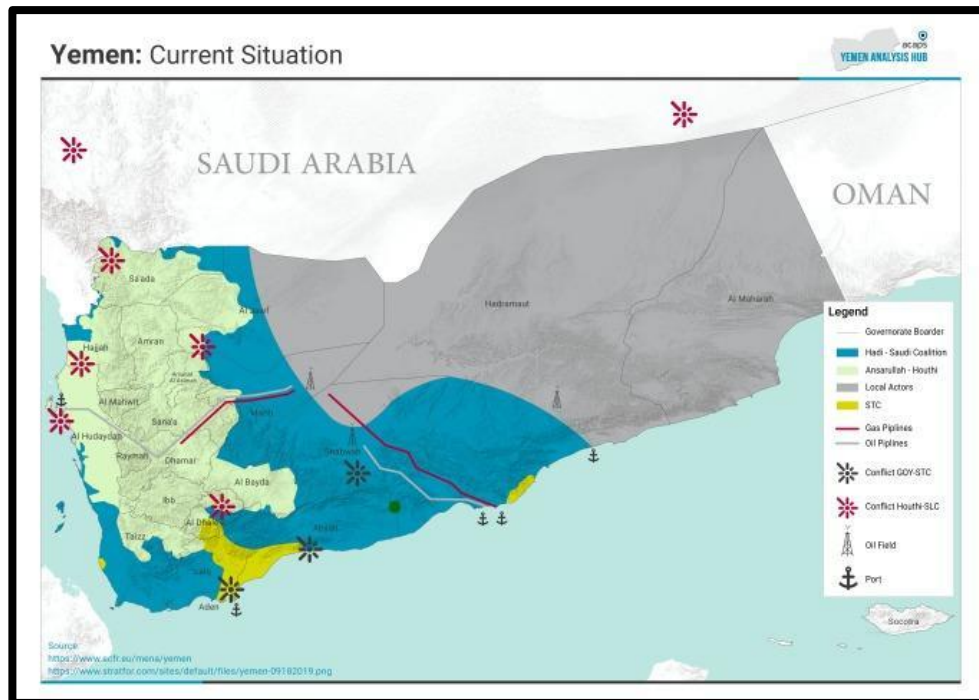 Yemen: Current Situation
acaps
YEMEN ANALYSIS HUB
SAUDI ARABIA
OMAN
Sa'ada
Al Jawf
Hadramaut
Al Maharah
Amran
Hajjah
Al Mahwit
Sana'a
Marib
Al Hudaydah
Raymah
Dhamar
Shabwah
Al Bayda
Ibb
Al Dhale
Taizz
Abyan
Lahj
Aden
Socotra
Legend
Governorate Boarder
Hadi - Saudi Coalition
Ansarullah - Houthi
Local Actors
STC
Gas Piplines
Oil Piplines
Conflict GOY-STC
Conflict Houthi-SLC
Oil Field
Port
Source:
https://www.ecfr.eu/mena/yemen
https://www.stratfor.com/sites/default/files/yemen-09182019.png